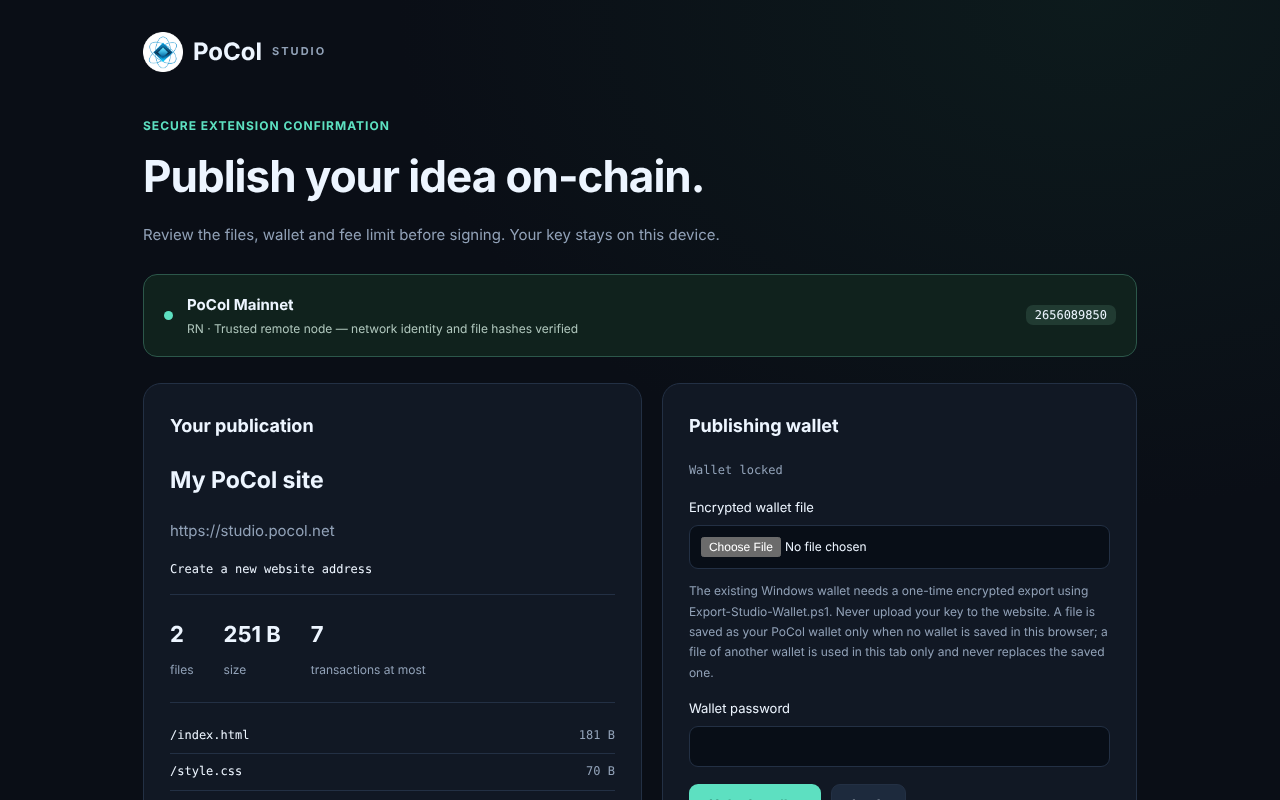 PoCol STUDIO
SECURE EXTENSION CONFIRMATION
Publish your idea on-chain.
Review the files, wallet and fee limit before signing. Your key stays on this device.
PoCol Mainnet
RN · Trusted remote node — network identity and file hashes verified
2656089850
Your publication
My PoCol site
https://studio.pocol.net
Create a new website address
2 251 B 7
files size transactions at most
/index.html 181 B
/style.css 70 B
Publishing wallet
Wallet locked
Encrypted wallet file
Choose File No file chosen
The existing Windows wallet needs a one-time encrypted export using
Export-Studio-Wallet.ps1. Never upload your key to the website. A file is
saved as your PoCol wallet only when no wallet is saved in this browser; a
file of another wallet is used in this tab only and never replaces the saved
one.
Wallet password